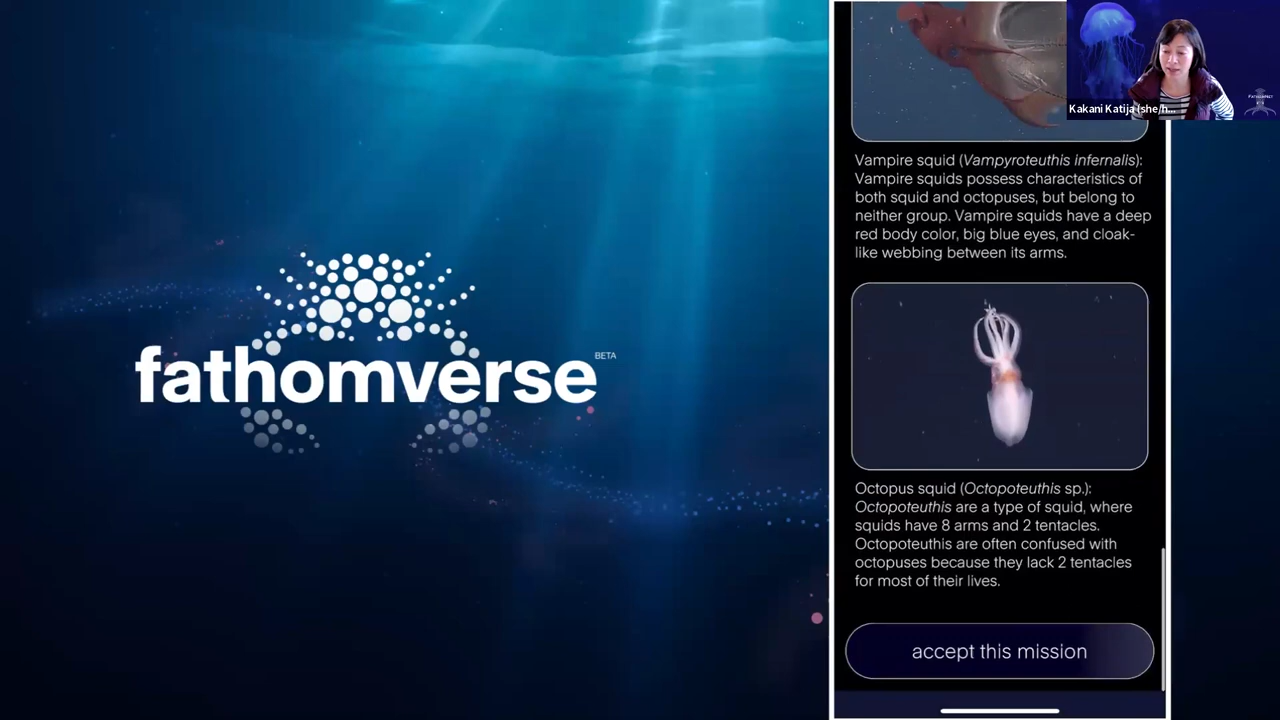 fathomverse
BETA
Kakani Katija (she/h...
Vampire squid (Vampyroteuthis infernalis):
Vampire squids possess characteristics of
both squid and octopuses, but belong to
neither group. Vampire squids have a deep
red body color, big blue eyes, and cloak-
like webbing between its arms.
Octopus squid (Octopoteuthis sp.):
Octopoteuthis are a type of squid, where
squids have 8 arms and 2 tentacles.
Octopoteuthis are often confused with
octopuses because they lack 2 tentacles
for most of their lives.
accept this mission